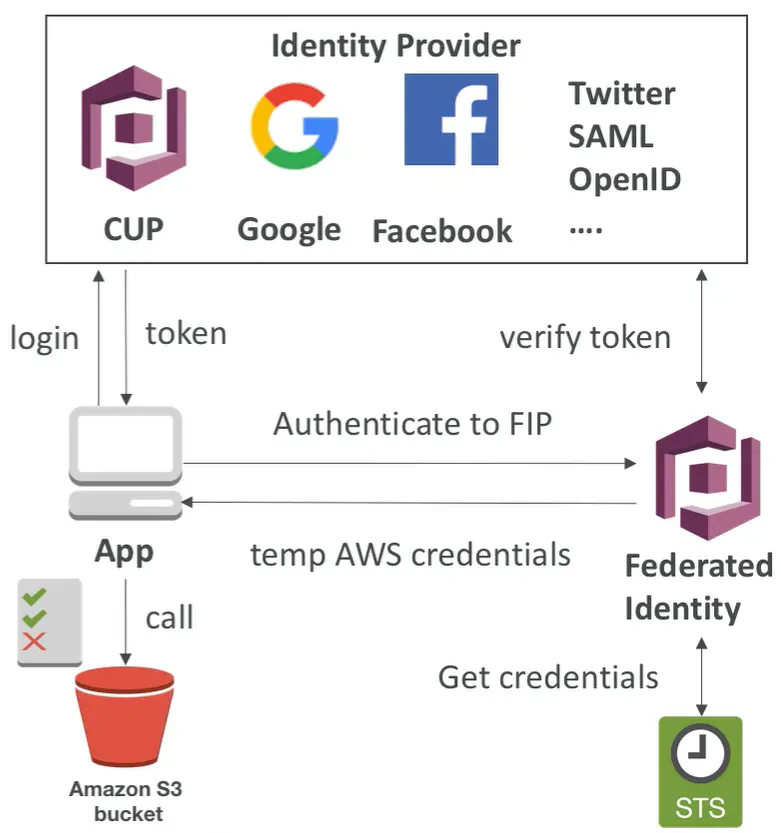 Identity Provider
Twitter
SAML
OpenID
....
CUP
Google
Facebook
login
token
verify token
Authenticate to FIP
App
temp AWS credentials
Federated
Identity
call
Get credentials
Amazon S3
bucket
STS